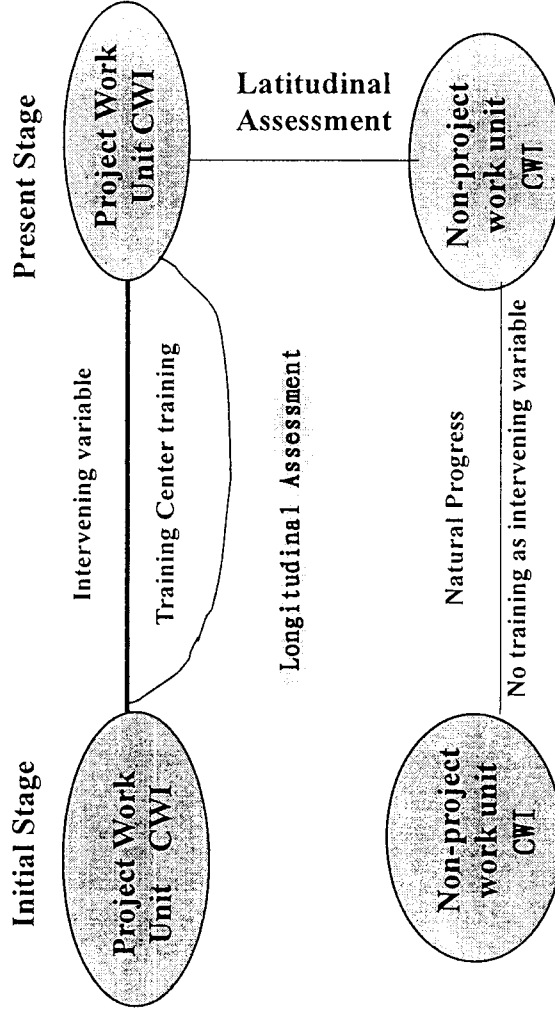 Initial Stage
Present Stage
Project Work
Unit CWI
Intervening variable
Training Center training
Project Work
Unit CWI
Longitudinal Assessment
Latitudinal
Assessment
Non-project
work unit
CWI
Natural Progress
No training as intervening variable
Non-project
work unit
CWI